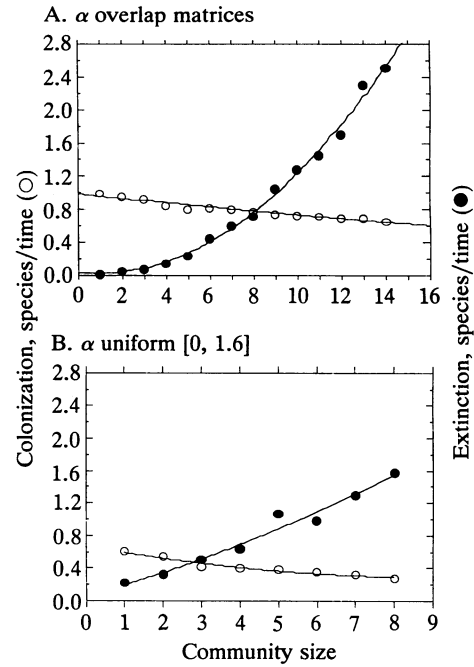 A. α overlap matrices
2.8
2.4
2.0
1.6
1.2
0.8
0.4
0.0
0 2 4 6 8 10 12 14 16
B. α uniform [0, 1.6]
2.8
2.4
2.0
1.6
1.2
0.8
0.4
0.0
0 1 2 3 4 5 6 7 8 9
Community size
Colonization, species/time (○)
Extinction, species/time (●)